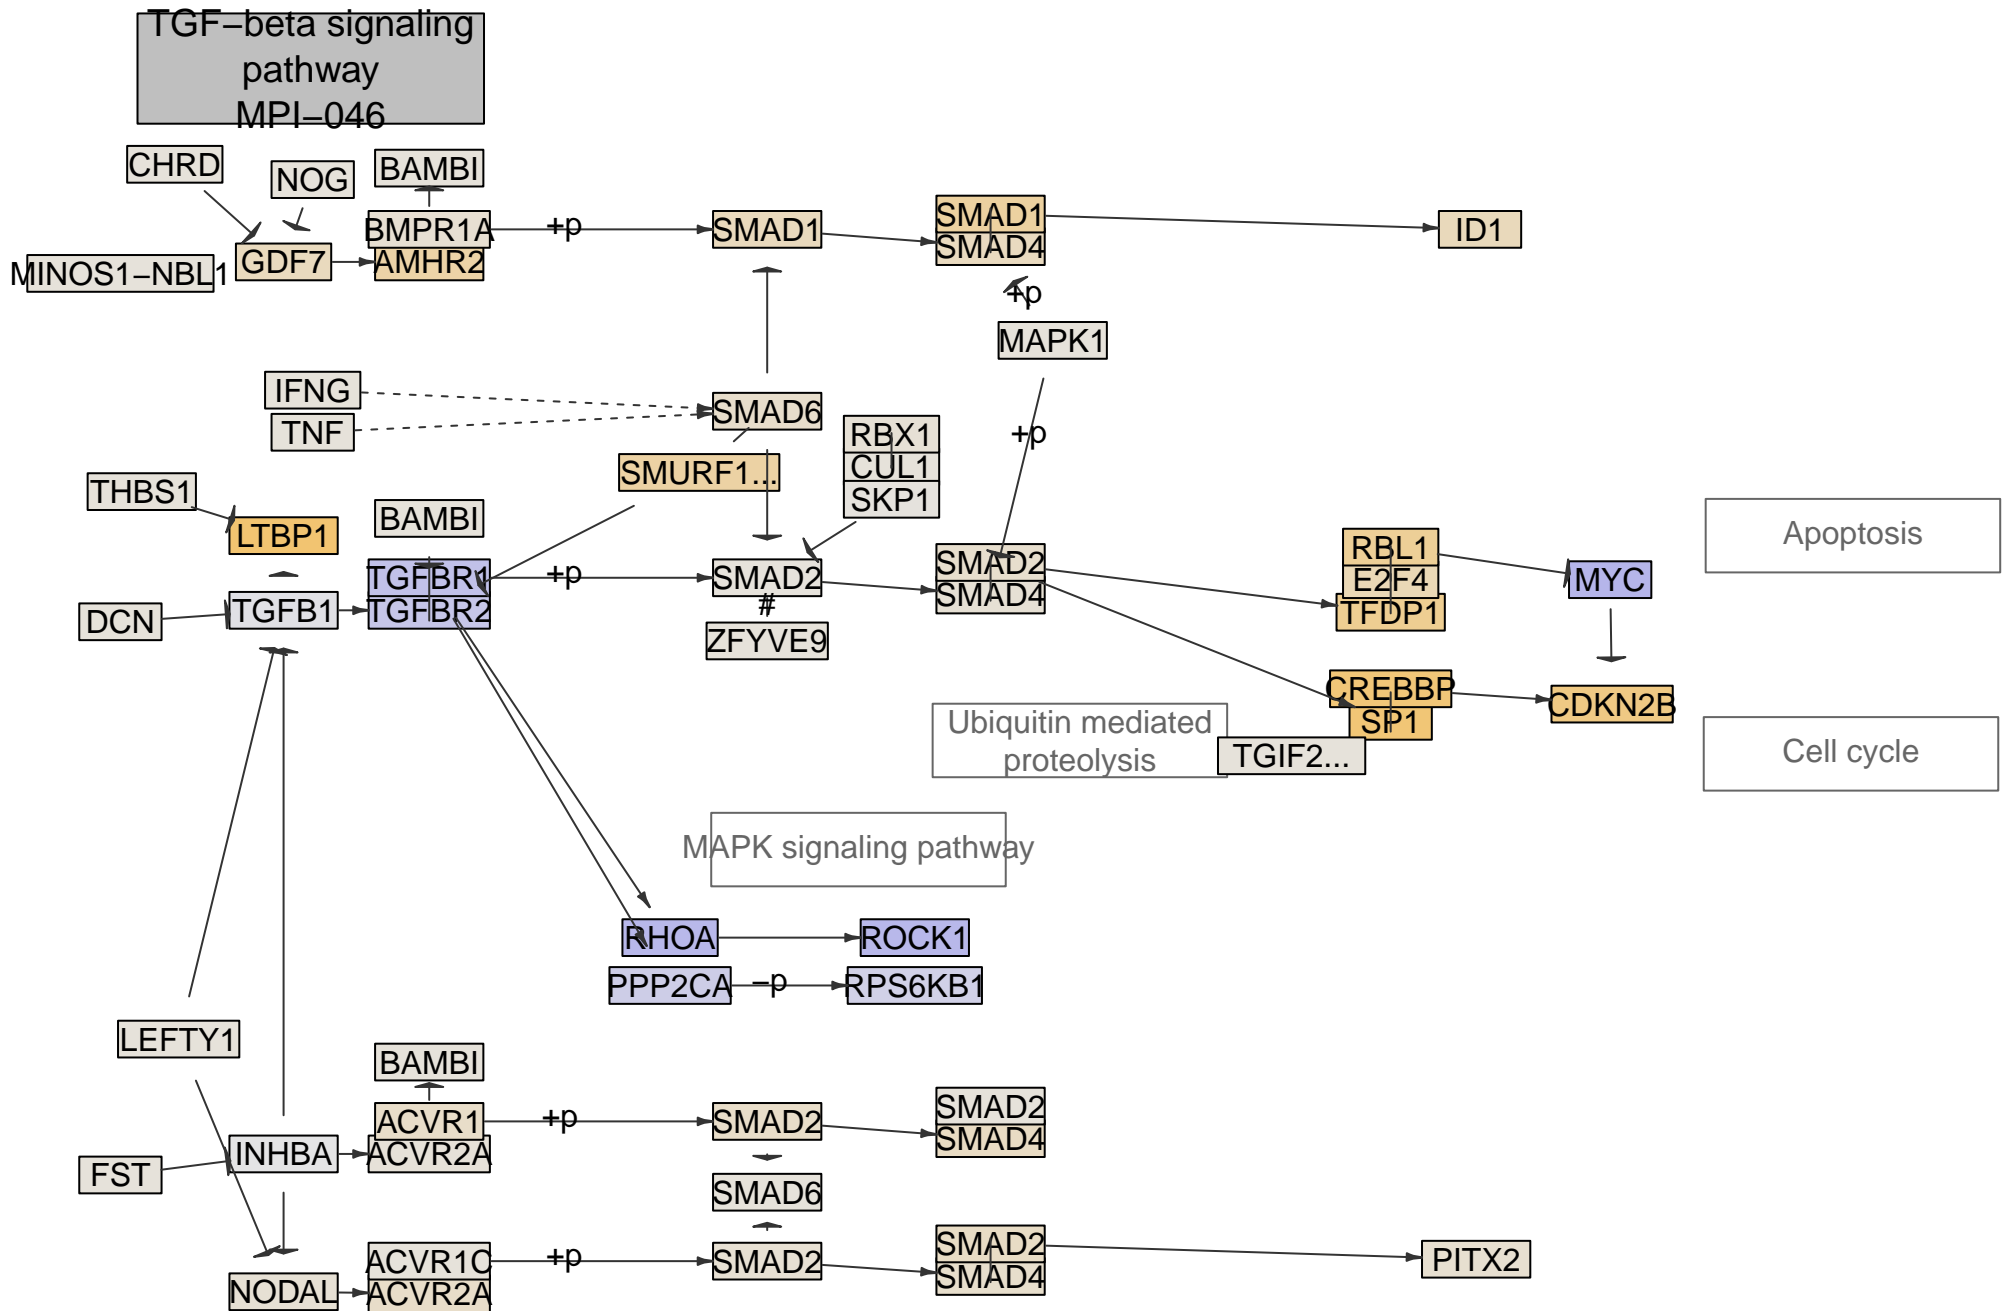 TGF−beta signaling
pathway
MPI−046
CHRD
NOG
BAMBI
BMPR1A
+p
SMAD1
SMAD1
SMAD4
ID1
MINOS1−NBL1
GDF7
AMHR2
+p
MAPK1
IFNG
TNF
SMAD6
RBX1
CUL1
SKP1
+p
SMURF1...
THBS1
LTBP1
BAMBI
TGFBR1
TGFBR2
+p
SMAD2
#
ZFYVE9
SMAD2
SMAD4
RBL1
E2F4
TFDP1
MYC
Apoptosis
DCN
TGFB1
CREBBP
SP1
CDKN2B
Ubiquitin mediated
proteolysis
TGIF2...
Cell cycle
MAPK signaling pathway
RHOA
ROCK1
PPP2CA
−p
RPS6KB1
LEFTY1
BAMBI
ACVR1
ACVR2A
+p
SMAD2
SMAD2
SMAD4
FST
INHBA
SMAD6
ACVR1C
ACVR2A
+p
SMAD2
SMAD2
SMAD4
PITX2
NODAL